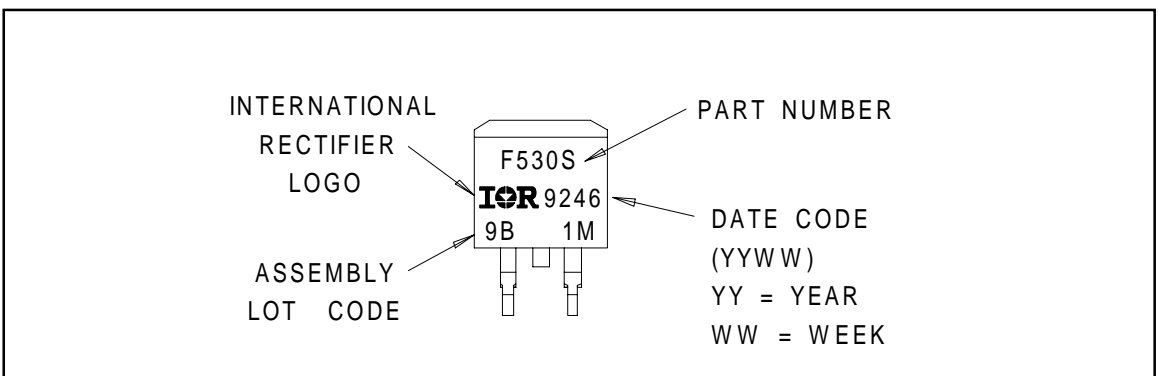 INTERNATIONAL
RECTIFIER
LOGO
PART NUMBER
F530S
IOR 9246
9B 1M
ASSEMBLY
LOT CODE
DATE CODE
(YYWW)
YY = YEAR
WW = WEEK